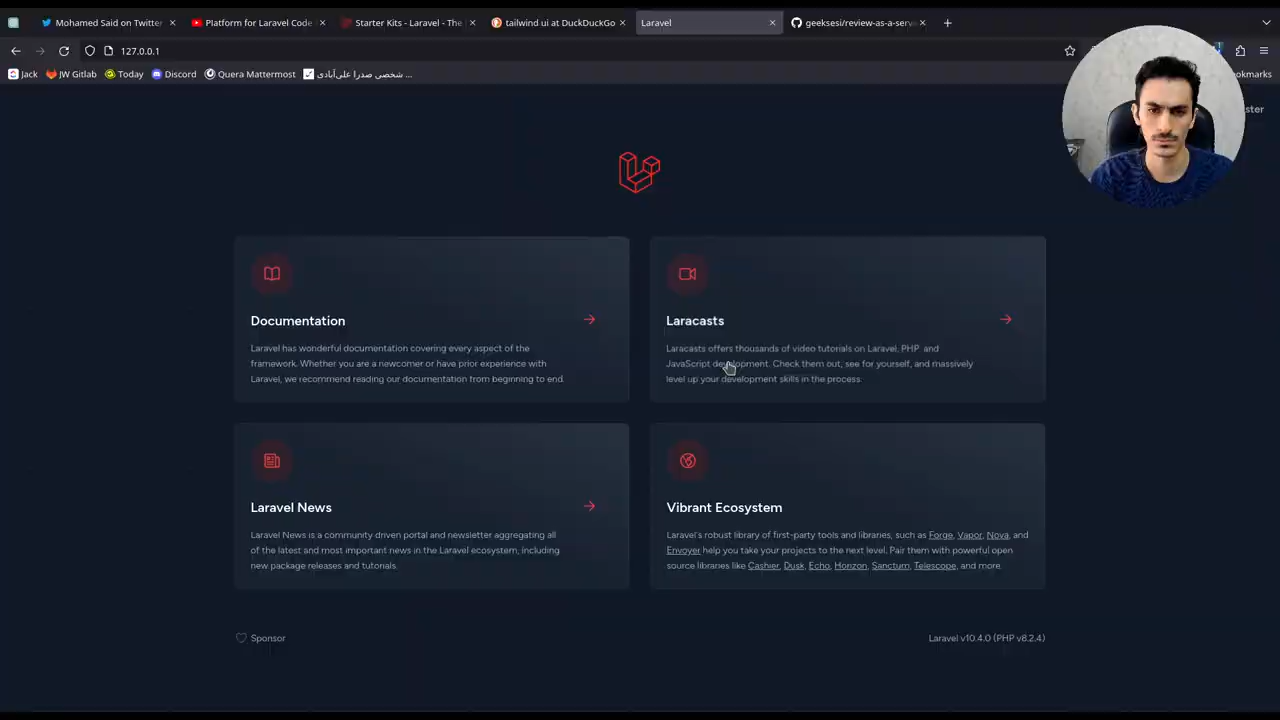 Mohamed Said on Twitter
Platform for Laravel Code
Starter Kits - Laravel - The
tailwind ui at DuckDuckGo
Laravel
geeksesi/review-as-a-serv
127.0.0.1
Jack
JW Gitlab
Today
Discord
Quera Mattermost
شخصی صدرا علی‌آبادی ...
okmarks
ster
Documentation
Laravel has wonderful documentation covering every aspect of the
framework. Whether you are a newcomer or have prior experience with
Laravel, we recommend reading our documentation from beginning to end.
Laracasts
Laracasts offers thousands of video tutorials on Laravel, PHP, and
JavaScript development. Check them out, see for yourself, and massively
level up your development skills in the process.
Laravel News
Laravel News is a community driven portal and newsletter aggregating all
of the latest and most important news in the Laravel ecosystem, including
new package releases and tutorials.
Vibrant Ecosystem
Laravel's robust library of first-party tools and libraries, such as Forge, Vapor, Nova, and
Envoyer help you take your projects to the next level. Pair them with powerful open
source libraries like Cashier, Dusk, Echo, Horizon, Sanctum, Telescope, and more.
Sponsor
Laravel v10.4.0 (PHP v8.2.4)